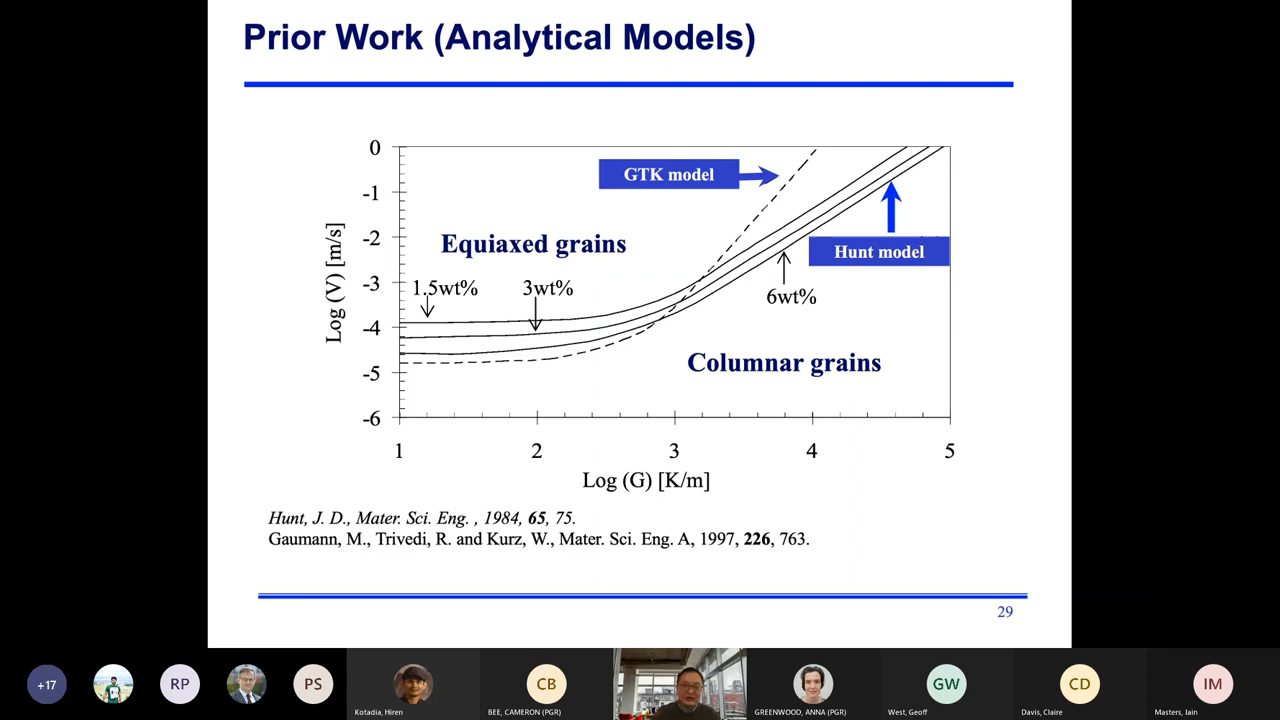 Prior Work (Analytical Models)
0
-1
-2
-3
-4
-5
-6
Log (V) [m/s]
GTK model
Equiaxed grains
Hunt model
1.5wt%
3wt%
6wt%
Columnar grains
1 2 3 4 5
Log (G) [K/m]
Hunt, J. D., Mater. Sci. Eng. , 1984, 65, 75.
Gaumann, M., Trivedi, R. and Kurz, W., Mater. Sci. Eng. A, 1997, 226, 763.
29
+17
RP
PS
Kotadia, Hiren
CB
BEE, CAMERON (PGR)
GREENWOOD, ANNA (PGR)
GW
West, Geoff
CD
Davis, Claire
IM
Masters, Iain